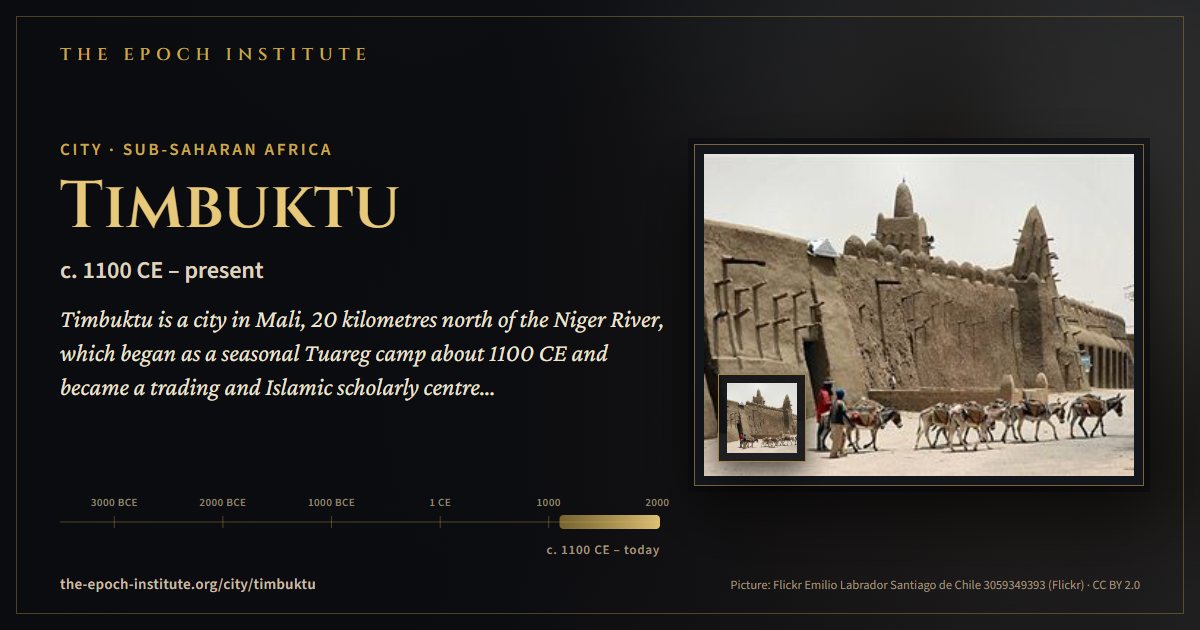 THE EPOCH INSTITUTE
CITY · SUB-SAHARAN AFRICA
TIMBUKTU
c. 1100 CE – present
Timbuktu is a city in Mali, 20 kilometres north of the Niger River,
which began as a seasonal Tuareg camp about 1100 CE and
became a trading and Islamic scholarly centre...
3000 BCE 2000 BCE 1000 BCE 1 CE 1000 2000
c. 1100 CE – today
the-epoch-institute.org/city/timbuktu
Picture: Flickr Emilio Labrador Santiago de Chile 3059349393 (Flickr) · CC BY 2.0